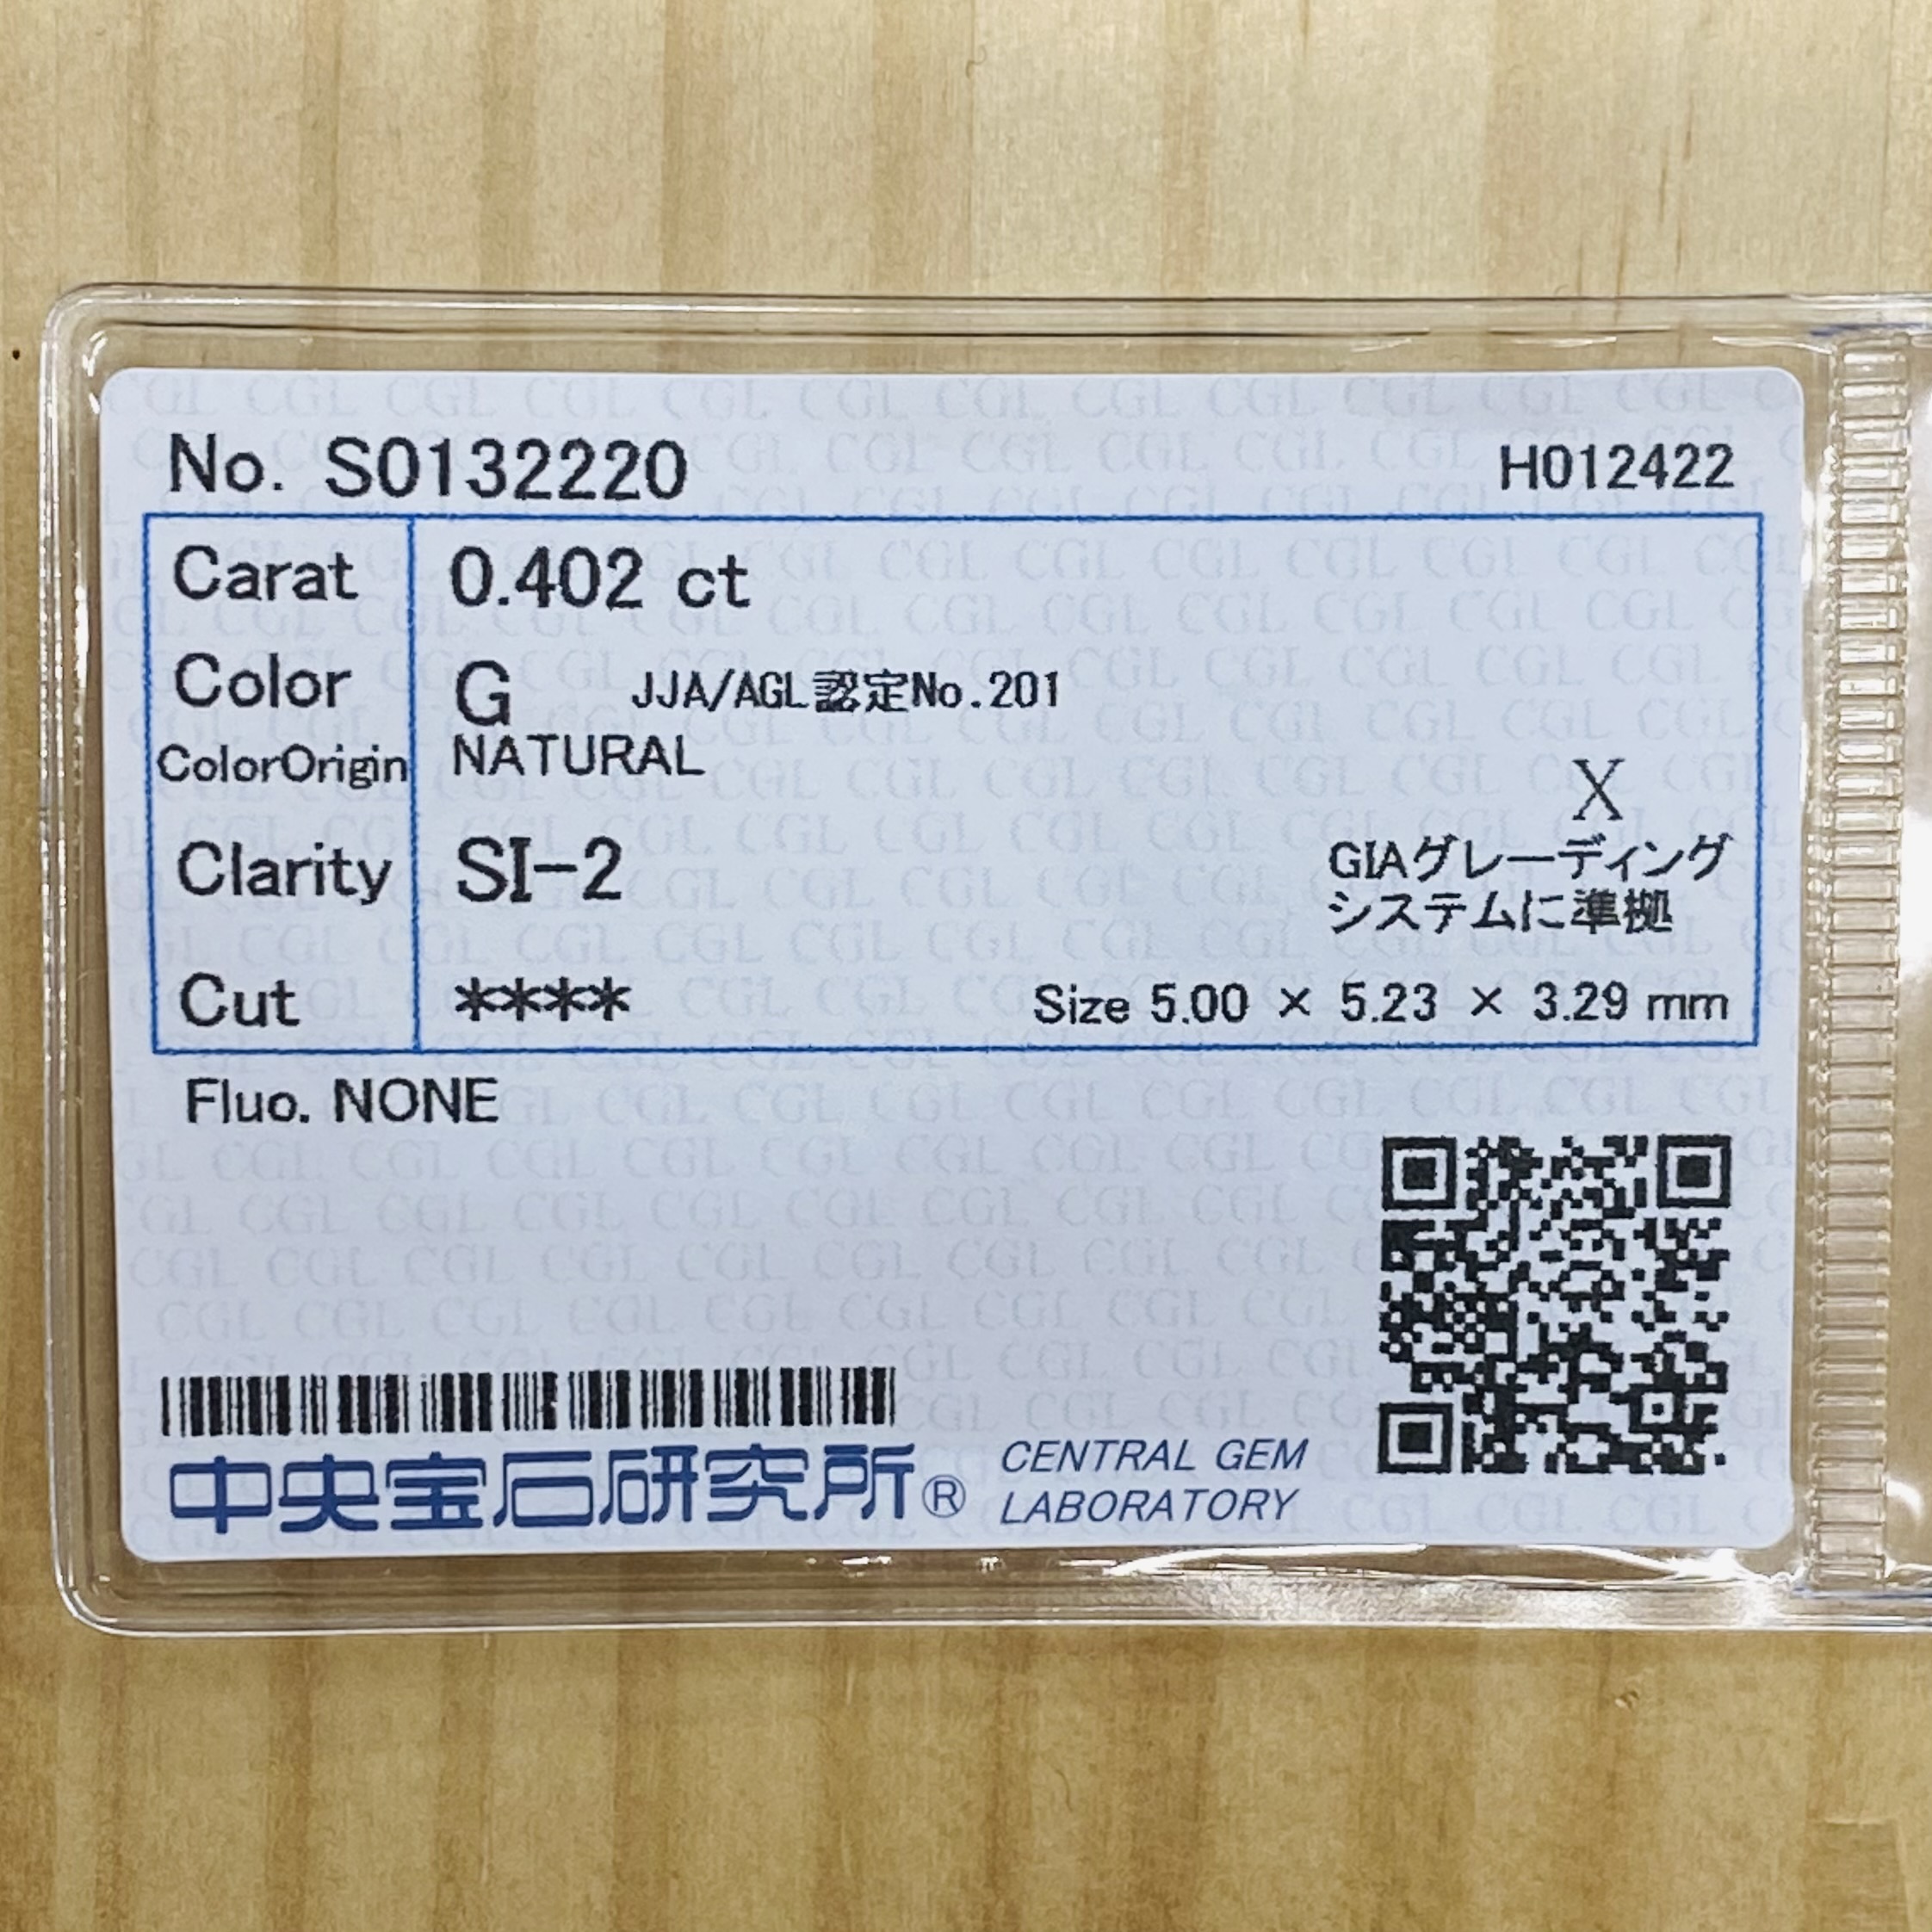 No. S0132220 H012422
Carat 0.402 ct
Color G JJA/AGL認定No.201
ColorOrigin NATURAL
X
Clarity SI-2 GIAグレーディング
システムに準拠
Cut **** Size 5.00 × 5.23 × 3.29 mm
Fluo. NONE
中央宝石研究所® CENTRAL GEM
LABORATORY